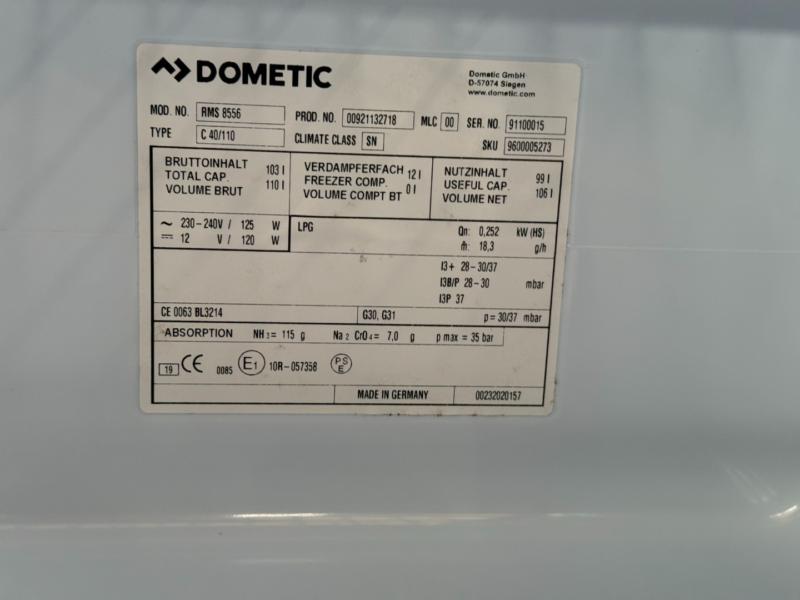 DOMETIC
Dometic GmbH
D-57074 Siegen
www.dometic.com
MOD. NO. RMS 8556 PROD. NO. 00921132718 MLC 00 SER. NO. 91100015
TYPE C 40/110 CLIMATE CLASS SN SKU 9600005273
BRUTTOINHALT
TOTAL CAP.
VOLUME BRUT
103 l
110 l
VERDAMPFERFACH
FREEZER COMP.
VOLUME COMPT BT
12 l
0 l
NUTZINHALT
USEFUL CAP.
VOLUME NET
99 l
106 l
~ 230-240V / 125 W
⎓ 12 V / 120 W
LPG
Qn: 0,252 kW (HS)
ṁ: 18,3 g/h
I3+ 28-30/37
I3B/P 28-30 mbar
I3P 37
CE 0063 BL3214 G30, G31 p = 30/37 mbar
ABSORPTION NH3 = 115 g Na2 CrO4 = 7,0 g p max = 35 bar
19 CE 0085 E1 10R-057358 PS E
MADE IN GERMANY 00232020157